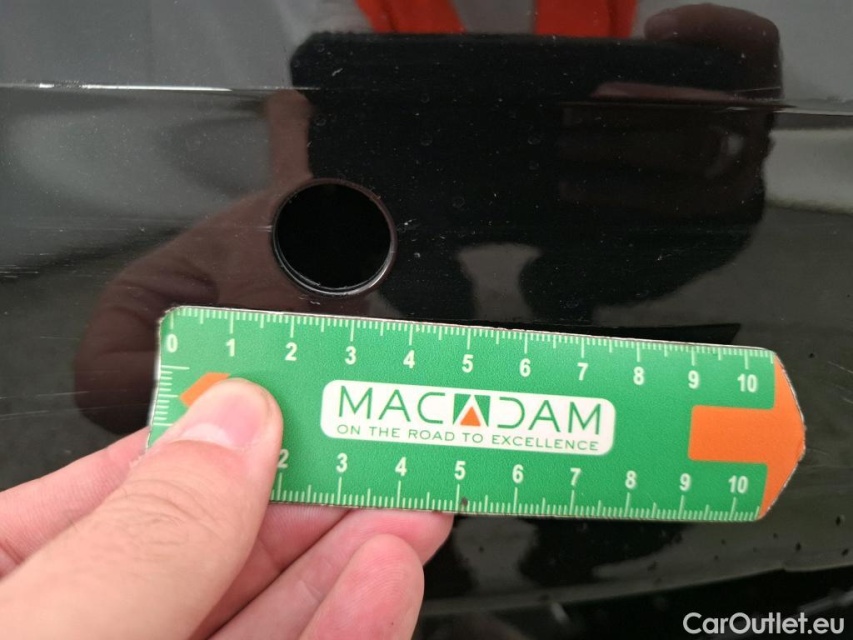 0 1 2 3 4 5 6 7 8 9 10
MACADAM
ON THE ROAD TO EXCELLENCE
2 3 4 5 6 7 8 9 10
CarOutlet.eu